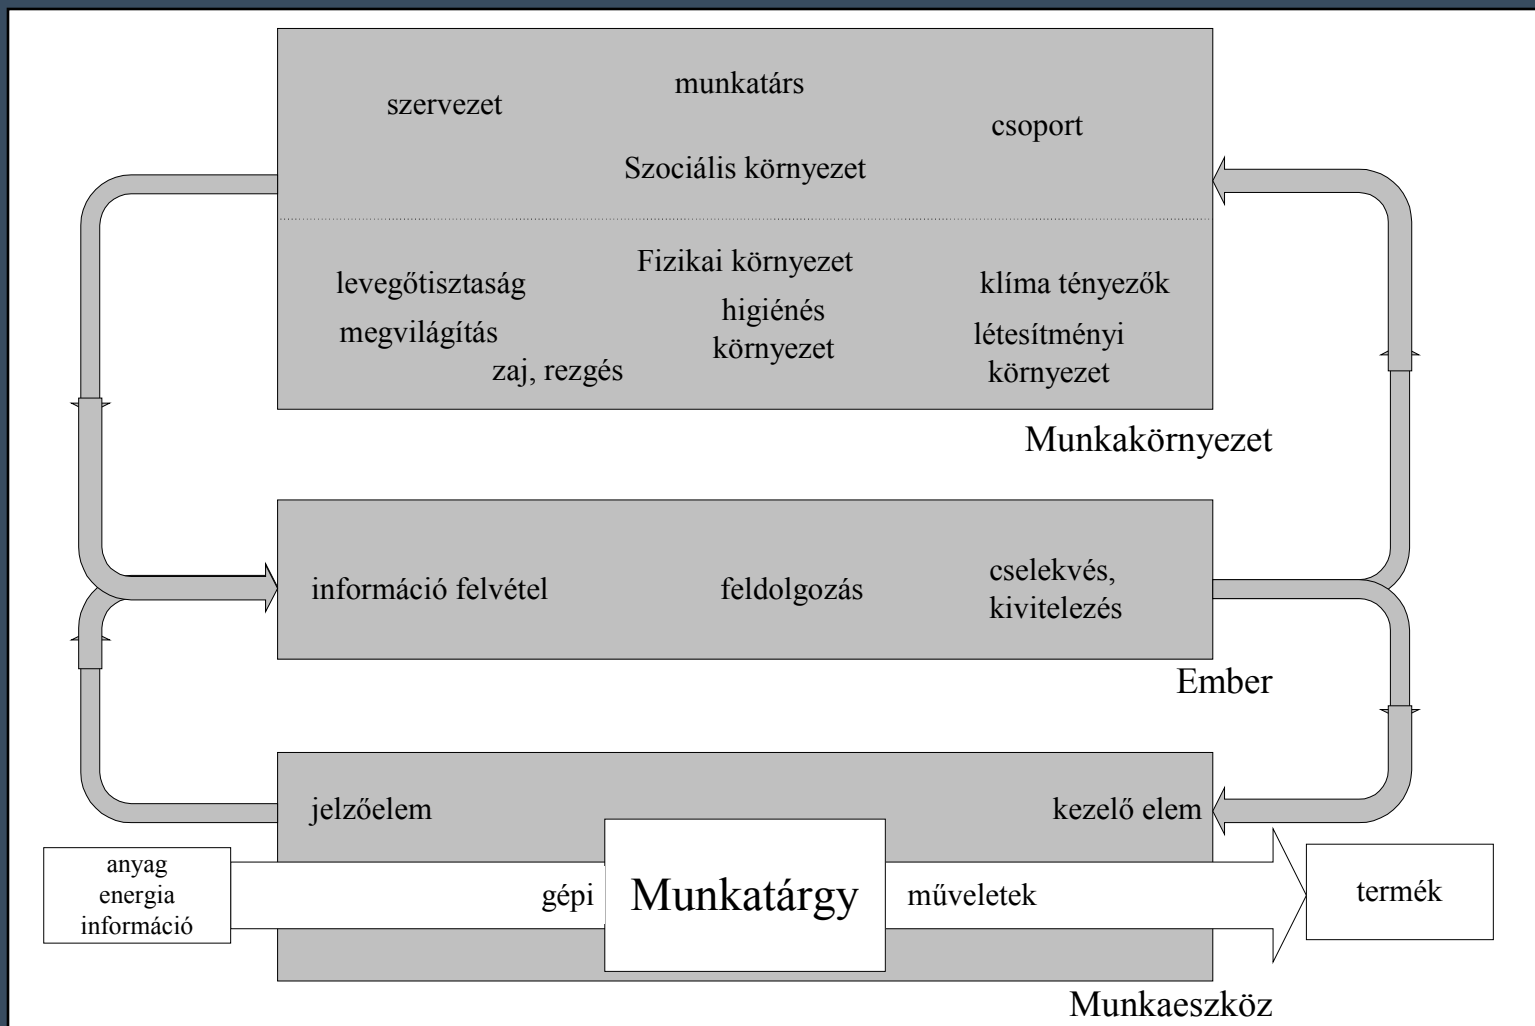 szervezet
munkatárs
csoport
Szociális környezet
Fizikai környezet
levegőtisztaság
klíma tényezők
megvilágítás
higiénés
környezet
létesítményi
környezet
zaj, rezgés
Munkakörnyezet
információ felvétel
feldolgozás
cselekvés,
kivitelezés
Ember
jelzőelem
kezelő elem
anyag
energia
információ
gépi
Munkatárgy
műveletek
termék
Munkaeszköz